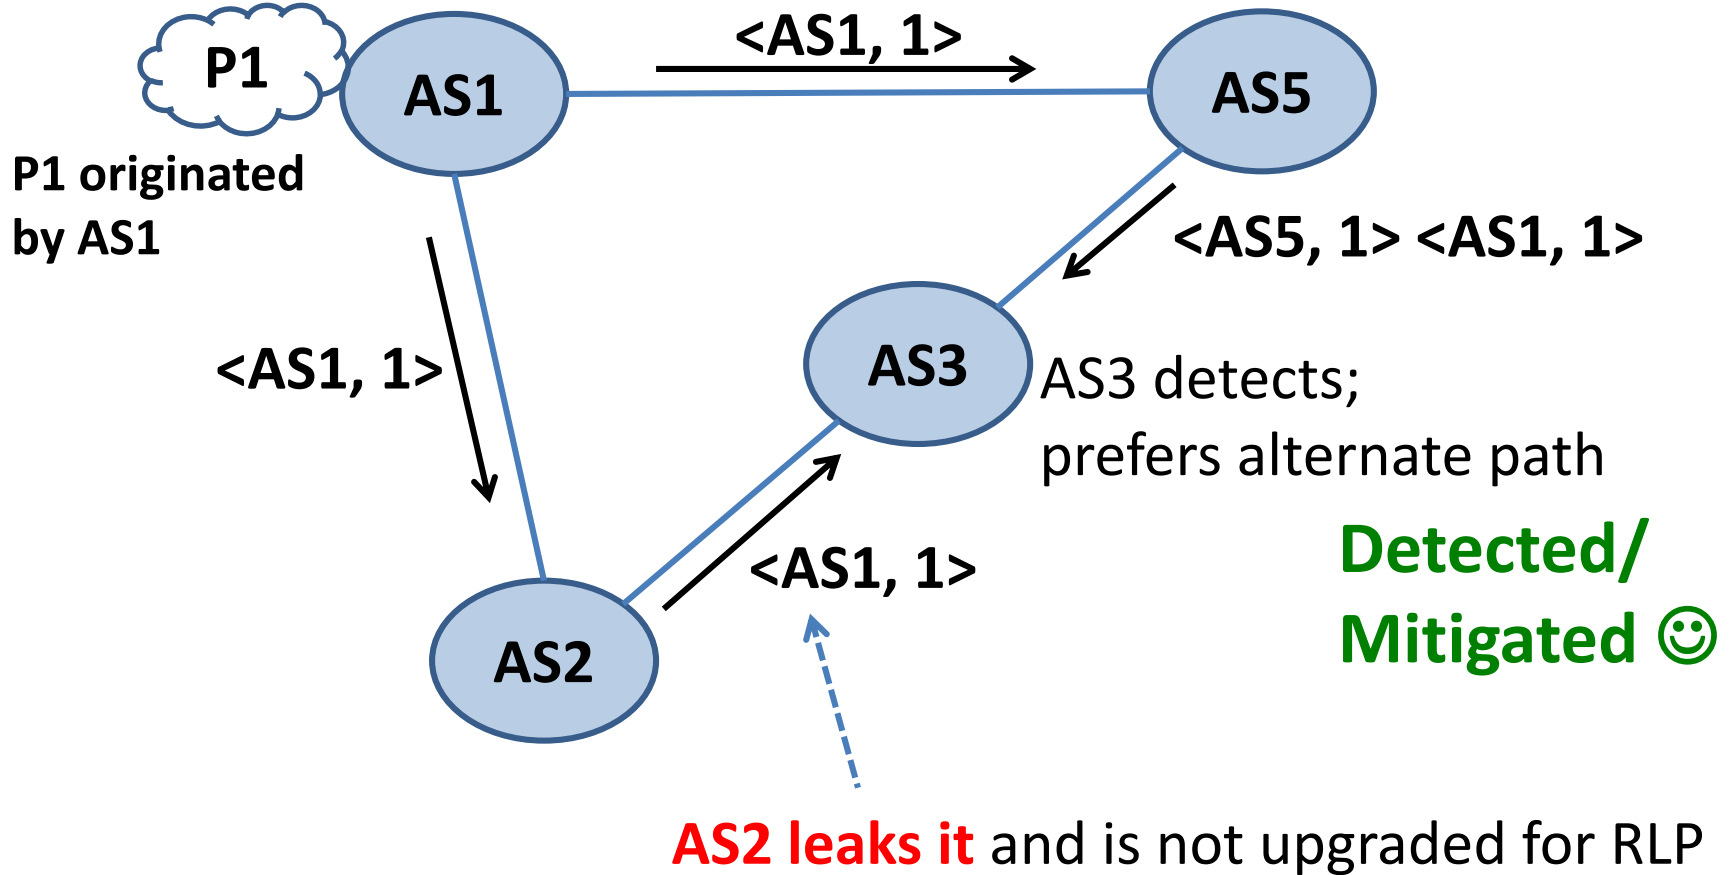 P1
AS1
<AS1, 1>
AS5
P1 originated
by AS1
<AS5, 1> <AS1, 1>
<AS1, 1>
AS3
AS3 detects;
prefers alternate path
<AS1, 1>
Detected/
Mitigated ☺
AS2
AS2 leaks it and is not upgraded for RLP